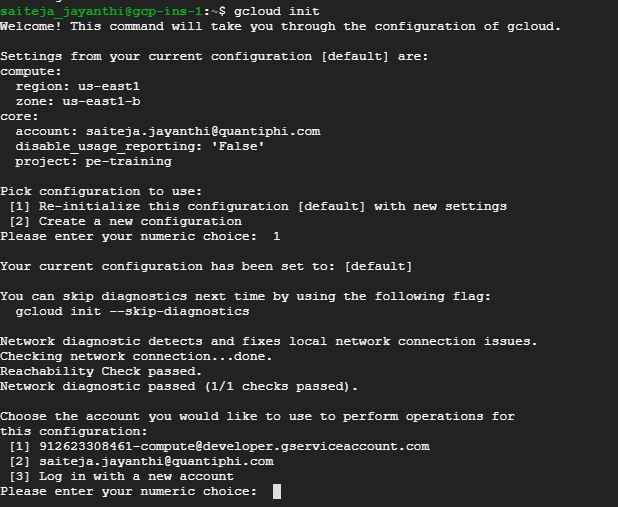 saiteja_jayanthi@gcp-ins-1:~$ gcloud init
Welcome! This command will take you through the configuration of gcloud.

Settings from your current configuration [default] are:
compute:
  region: us-east1
  zone: us-east1-b
core:
  account: saiteja.jayanthi@quantiphi.com
  disable_usage_reporting: 'False'
  project: pe-training

Pick configuration to use:
 [1] Re-initialize this configuration [default] with new settings
 [2] Create a new configuration
Please enter your numeric choice:  1

Your current configuration has been set to: [default]

You can skip diagnostics next time by using the following flag:
  gcloud init --skip-diagnostics

Network diagnostic detects and fixes local network connection issues.
Checking network connection...done.
Reachability Check passed.
Network diagnostic passed (1/1 checks passed).

Choose the account you would like to use to perform operations for
this configuration:
 [1] 912623308461-compute@developer.gserviceaccount.com
 [2] saiteja.jayanthi@quantiphi.com
 [3] Log in with a new account
Please enter your numeric choice: